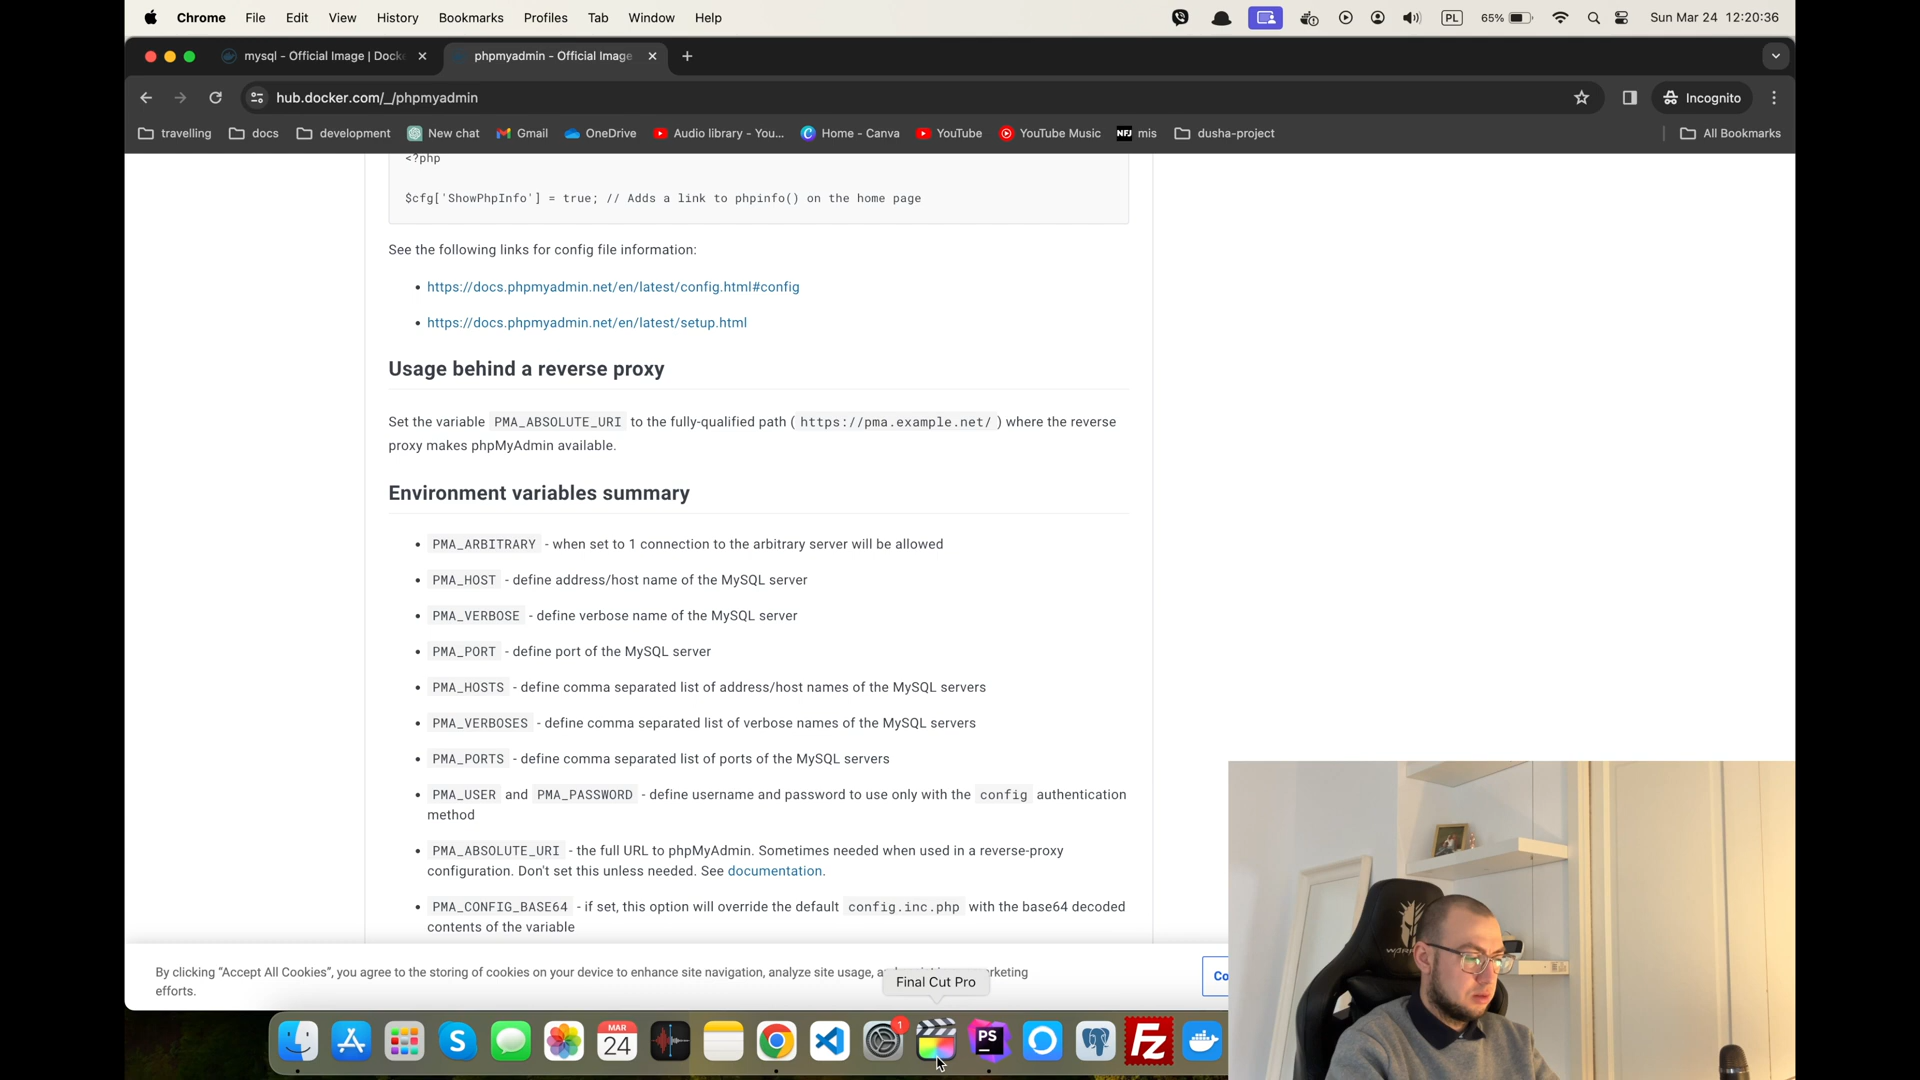 Chrome File Edit View History Bookmarks Profiles Tab Window Help PL 65% Sun Mar 24 12:20:36
mysql - Official Image | Docke phpmyadmin - Official Image
hub.docker.com/_/phpmyadmin Incognito
travelling docs development New chat Gmail OneDrive Audio library - You... Home - Canva YouTube YouTube Music NFJ mis dusha-project All Bookmarks
<?php
$cfg['ShowPhpInfo'] = true; // Adds a link to phpinfo() on the home page
See the following links for config file information:
• https://docs.phpmyadmin.net/en/latest/config.html#config
• https://docs.phpmyadmin.net/en/latest/setup.html
Usage behind a reverse proxy
Set the variable PMA_ABSOLUTE_URI to the fully-qualified path ( https://pma.example.net/ ) where the reverse
proxy makes phpMyAdmin available.
Environment variables summary
• PMA_ARBITRARY - when set to 1 connection to the arbitrary server will be allowed
• PMA_HOST - define address/host name of the MySQL server
• PMA_VERBOSE - define verbose name of the MySQL server
• PMA_PORT - define port of the MySQL server
• PMA_HOSTS - define comma separated list of address/host names of the MySQL servers
• PMA_VERBOSES - define comma separated list of verbose names of the MySQL servers
• PMA_PORTS - define comma separated list of ports of the MySQL servers
• PMA_USER and PMA_PASSWORD - define username and password to use only with the config authentication
method
• PMA_ABSOLUTE_URI - the full URL to phpMyAdmin. Sometimes needed when used in a reverse-proxy
configuration. Don't set this unless needed. See documentation.
• PMA_CONFIG_BASE64 - if set, this option will override the default config.inc.php with the base64 decoded
contents of the variable
By clicking “Accept All Cookies”, you agree to the storing of cookies on your device to enhance site navigation, analyze site usage, a rketing
efforts.
Co
Final Cut Pro
MAR
24
1
PS
Fz